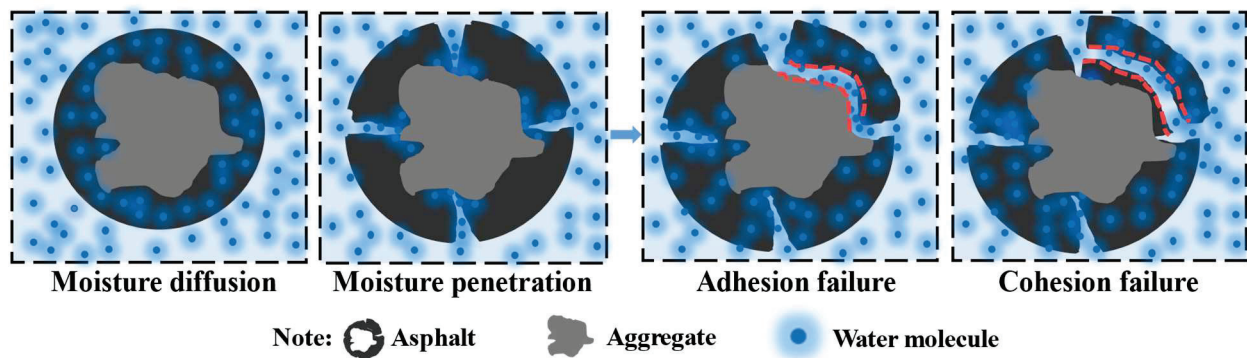 Moisture diffusion
Moisture penetration
Adhesion failure
Cohesion failure
Note: Asphalt Aggregate Water molecule